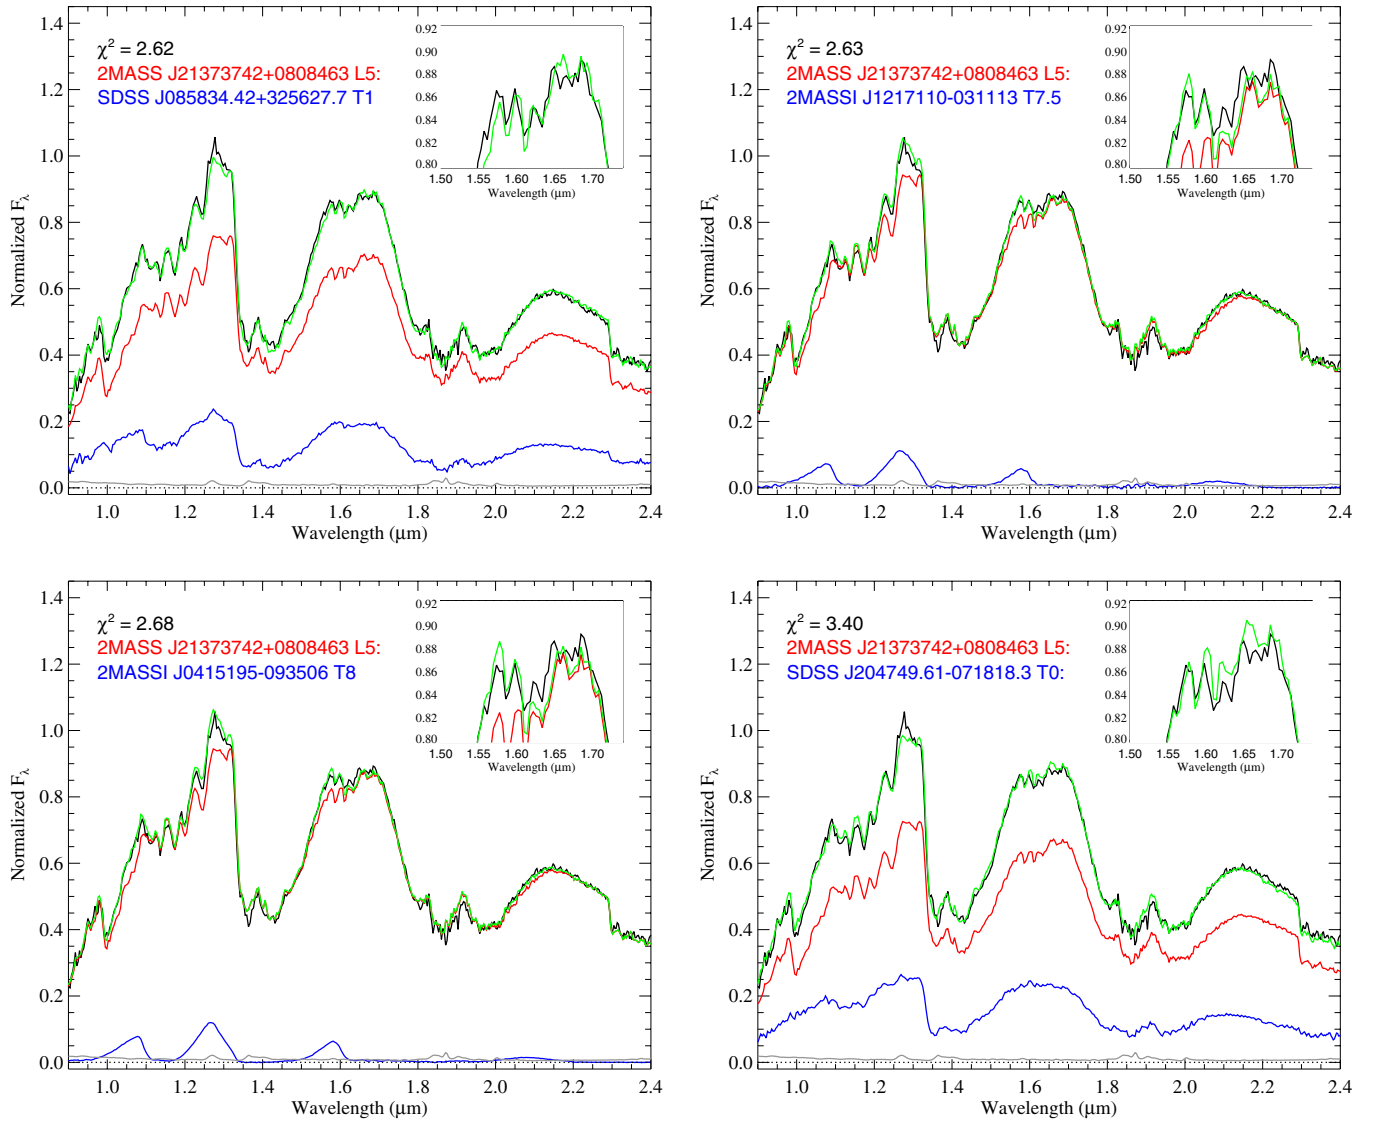 χ² = 2.62
2MASS J21373742+0808463 L5:
SDSS J085834.42+325627.7 T1
0.92
0.90
0.88
0.86
0.84
0.82
0.80
1.50 1.55 1.60 1.65 1.70
Wavelength (μm)
1.4
1.2
1.0
0.8
0.6
0.4
0.2
0.0
Normalized Fλ
1.0 1.2 1.4 1.6 1.8 2.0 2.2 2.4
Wavelength (μm)
χ² = 2.63
2MASS J21373742+0808463 L5:
2MASSI J1217110-031113 T7.5
0.92
0.90
0.88
0.86
0.84
0.82
0.80
1.50 1.55 1.60 1.65 1.70
Wavelength (μm)
1.4
1.2
1.0
0.8
0.6
0.4
0.2
0.0
Normalized Fλ
1.0 1.2 1.4 1.6 1.8 2.0 2.2 2.4
Wavelength (μm)
χ² = 2.68
2MASS J21373742+0808463 L5:
2MASSI J0415195-093506 T8
0.92
0.90
0.88
0.86
0.84
0.82
0.80
1.50 1.55 1.60 1.65 1.70
Wavelength (μm)
1.4
1.2
1.0
0.8
0.6
0.4
0.2
0.0
Normalized Fλ
1.0 1.2 1.4 1.6 1.8 2.0 2.2 2.4
Wavelength (μm)
χ² = 3.40
2MASS J21373742+0808463 L5:
SDSS J204749.61-071818.3 T0:
0.92
0.90
0.88
0.86
0.84
0.82
0.80
1.50 1.55 1.60 1.65 1.70
Wavelength (μm)
1.4
1.2
1.0
0.8
0.6
0.4
0.2
0.0
Normalized Fλ
1.0 1.2 1.4 1.6 1.8 2.0 2.2 2.4
Wavelength (μm)